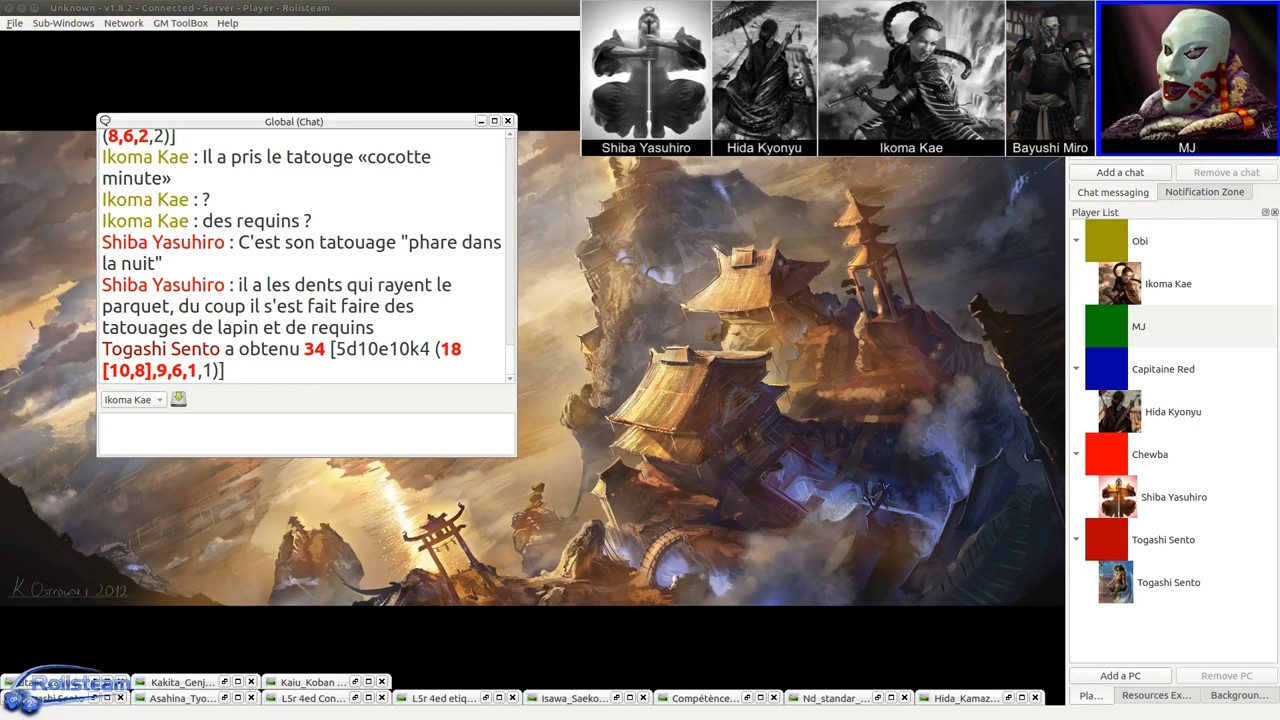 Unknown - v1.8.2 - Connected - Server - Player - Rolisteam
File Sub-Windows Network GM ToolBox Help
Shiba Yasuhiro
Hida Kyonyu
Ikoma Kae
Bayushi Miro
MJ
Global (Chat)
(8,6,2,2)]
Ikoma Kae : Il a pris le tatouge «cocotte
minute»
Ikoma Kae : ?
Ikoma Kae : des requins ?
Shiba Yasuhiro : C'est son tatouage "phare dans
la nuit"
Shiba Yasuhiro : il a les dents qui rayent le
parquet, du coup il s'est fait faire des
tatouages de lapin et de requins
Togashi Sento a obtenu 34 [5d10e10k4 (18
[10,8],9,6,1,1)]
Ikoma Kae
Add a chat
Remove a chat
Chat messaging
Notification Zone
Player List
Obi
Ikoma Kae
MJ
Capitaine Red
Hida Kyonyu
Chewba
Shiba Yasuhiro
Togashi Sento
Togashi Sento
Add a PC
Remove PC
Pla...
Resources Ex...
Backgroun...
K Ostrowski 2012
Kakita_Genj...
Kaiu_Koban ...
Rolisteam
Asahina_Tyo...
L5r 4ed Con...
L5r 4ed etiq...
Isawa_Saeko...
Compétence...
Nd_standar_...
Hida_Kamaz...